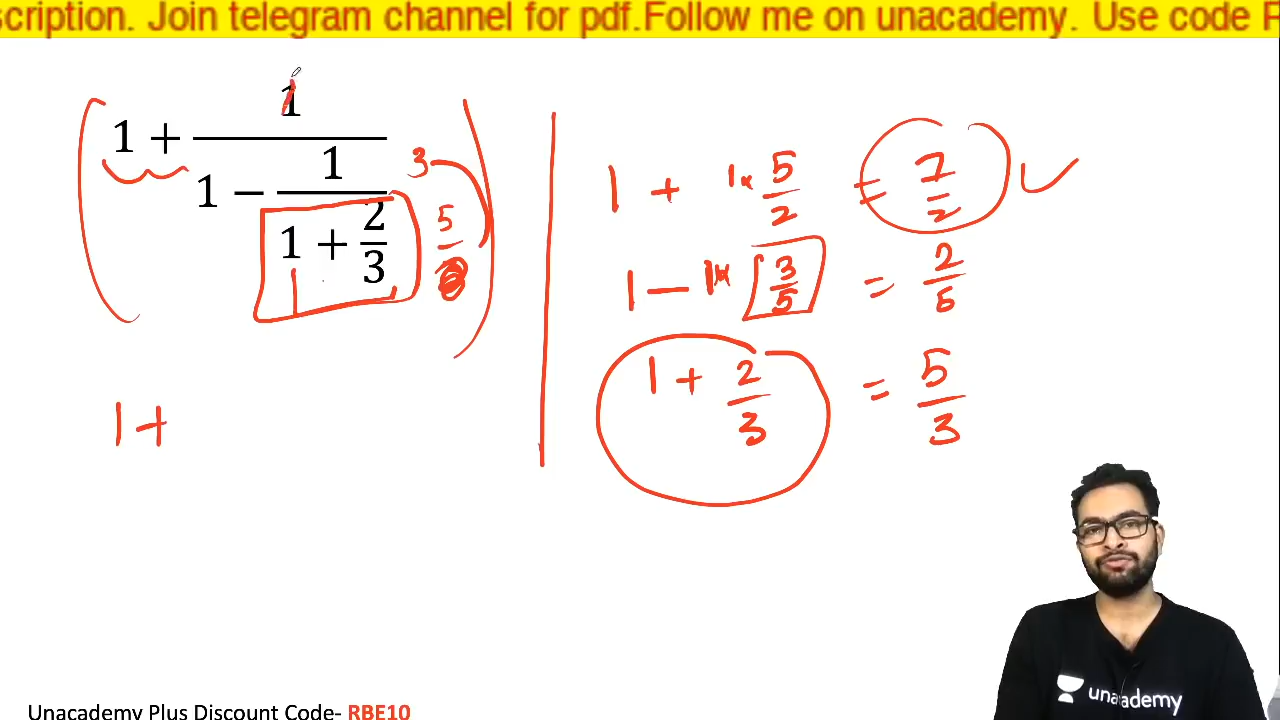 scription. Join telegram channel for pdf.Follow me on unacademy. Use code
1 + 1
1 − 1
1 + 2/3
3
5
1 +
1 + 1× 5/2 = 7/2
1 − 1× 3/5 = 2/5
1 + 2/3 = 5/3
unacademy
Unacademy Plus Discount Code- RBE10